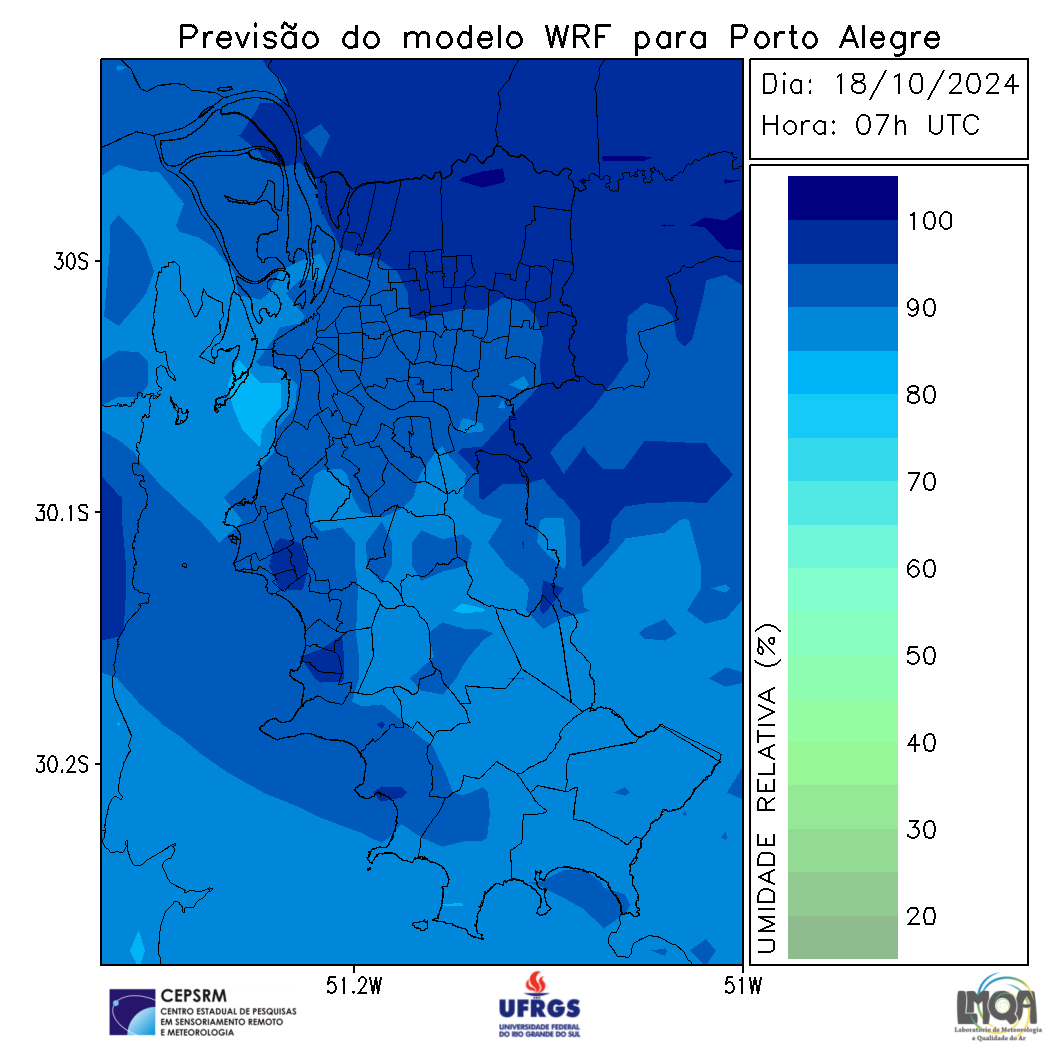 Previsão do modelo WRF para Porto Alegre
Dia: 18/10/2024
Hora: 07h UTC
30S
30.1S
30.2S
51.2W
51W
100
90
80
70
60
50
40
30
20
UMIDADE RELATIVA (%)
CEPSRM
CENTRO ESTADUAL DE PESQUISAS
EM SENSORIAMENTO REMOTO
E METEOROLOGIA
UFRGS
UNIVERSIDADE FEDERAL
DO RIO GRANDE DO SUL
LMQA
Laboratório de Meteorologia
e Qualidade do Ar